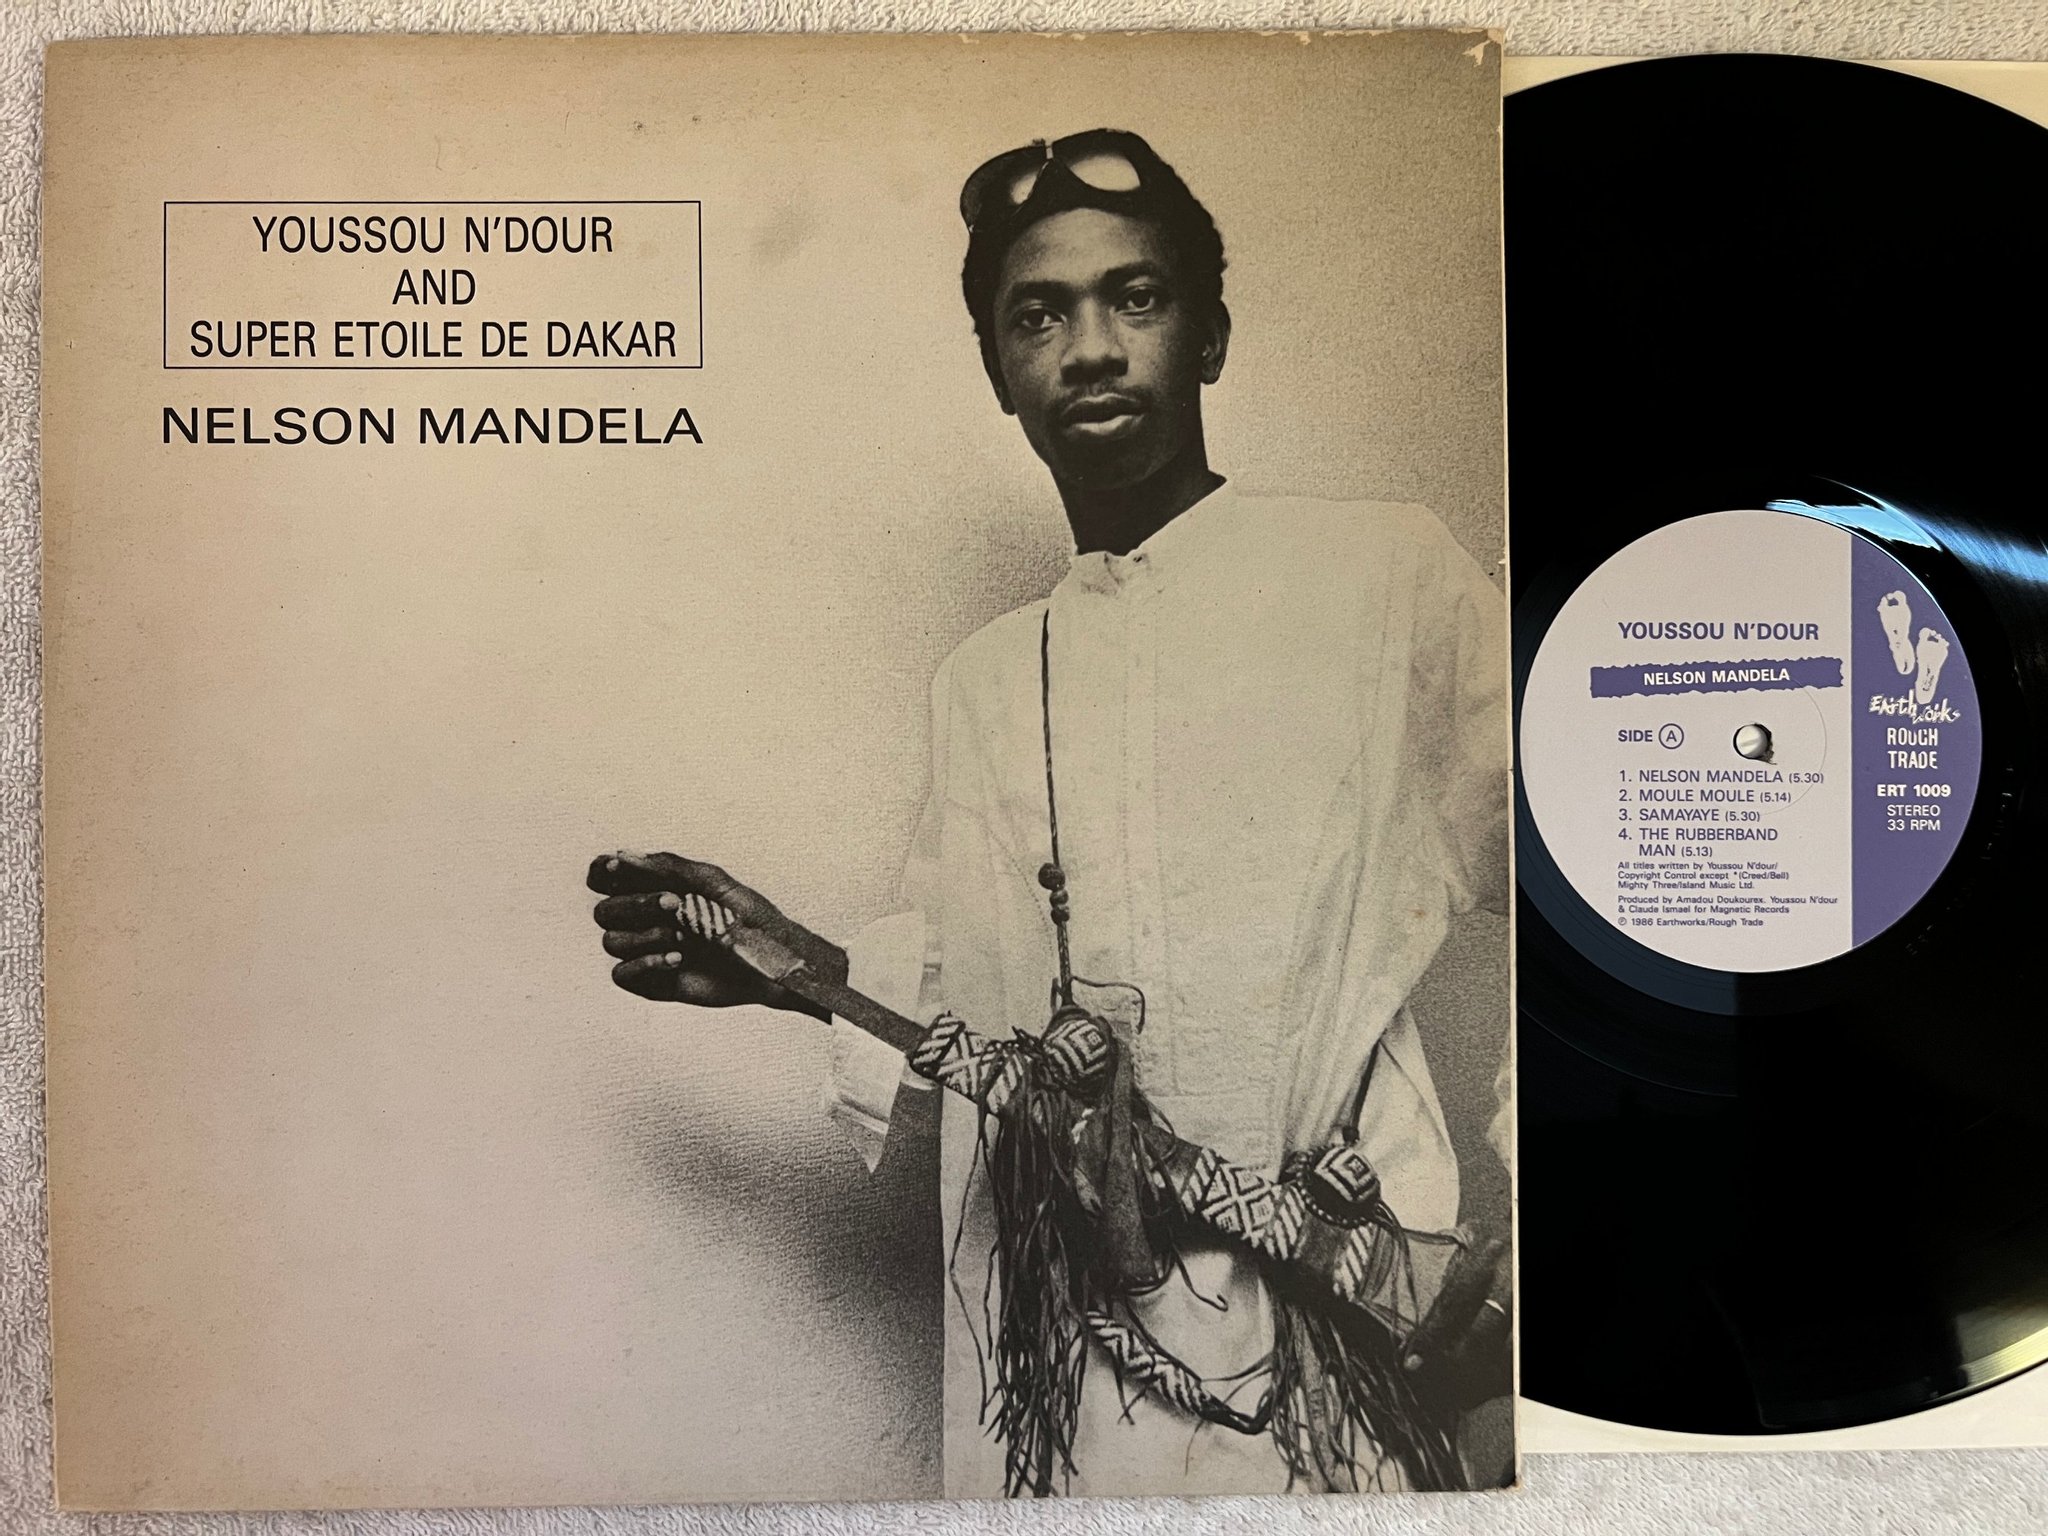 YOUSSOU N'DOUR
AND
SUPER ETOILE DE DAKAR
NELSON MANDELA
YOUSSOU N'DOUR
NELSON MANDELA
SIDE A
1. NELSON MANDELA (5.30)
2. MOULE MOULE (5.14)
3. SAMAYAYE (5.30)
4. THE RUBBERBAND
MAN (5.13)
All titles written by Youssou N'dour/
Copyright Control except *(Creed/Bell)
Mighty Three/Island Music Ltd.
Produced by Amadou Doukourex. Youssou N'dour
& Claude Ismael for Magnetic Records
℗ 1986 Earthworks/Rough Trade
Earthworks
ROUGH
TRADE
ERT 1009
STEREO
33 RPM